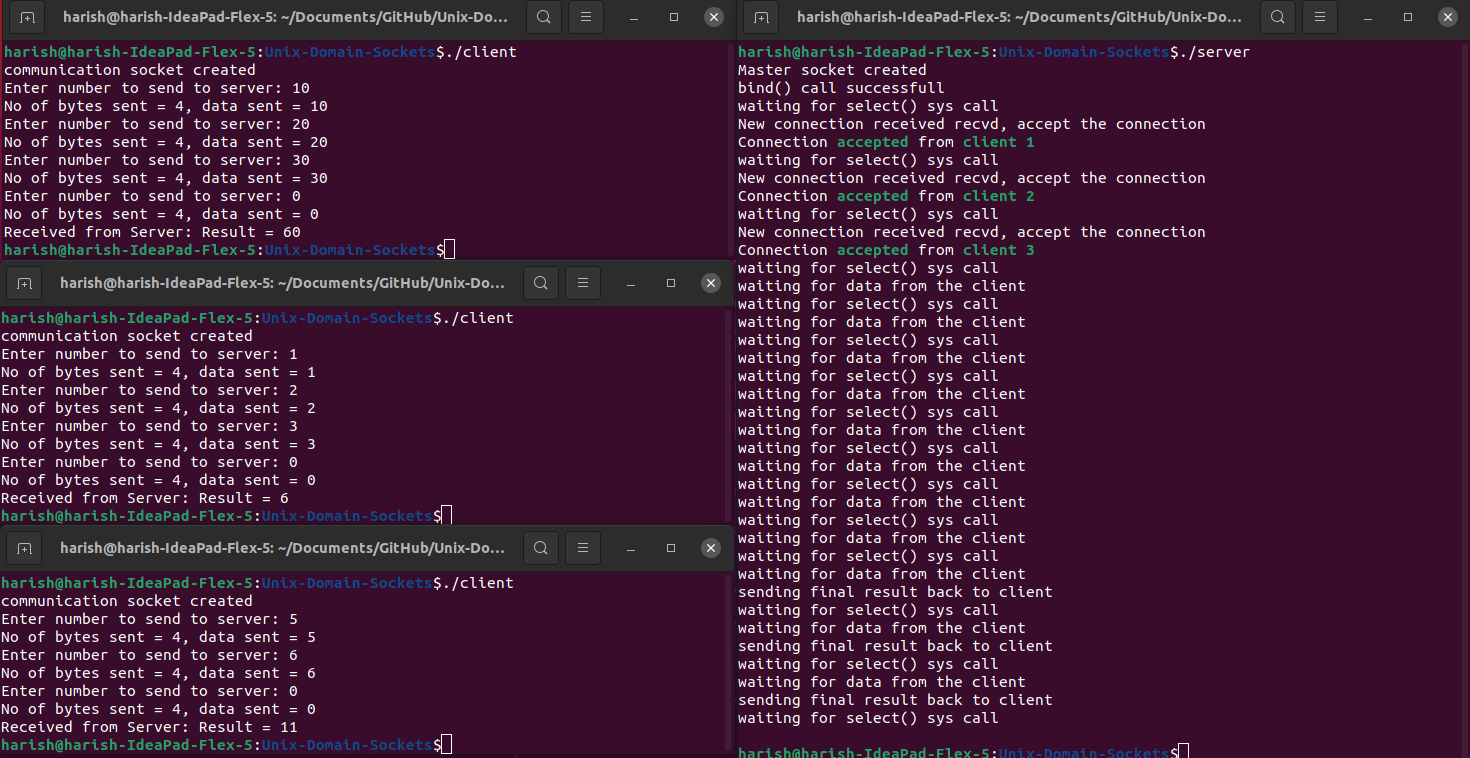 harish@harish-IdeaPad-Flex-5: ~/Documents/GitHub/Unix-Do...
harish@harish-IdeaPad-Flex-5:Unix-Domain-Sockets$./client
communication socket created
Enter number to send to server: 10
No of bytes sent = 4, data sent = 10
Enter number to send to server: 20
No of bytes sent = 4, data sent = 20
Enter number to send to server: 30
No of bytes sent = 4, data sent = 30
Enter number to send to server: 0
No of bytes sent = 4, data sent = 0
Received from Server: Result = 60
harish@harish-IdeaPad-Flex-5:Unix-Domain-Sockets$
harish@harish-IdeaPad-Flex-5: ~/Documents/GitHub/Unix-Do...
harish@harish-IdeaPad-Flex-5:Unix-Domain-Sockets$./client
communication socket created
Enter number to send to server: 1
No of bytes sent = 4, data sent = 1
Enter number to send to server: 2
No of bytes sent = 4, data sent = 2
Enter number to send to server: 3
No of bytes sent = 4, data sent = 3
Enter number to send to server: 0
No of bytes sent = 4, data sent = 0
Received from Server: Result = 6
harish@harish-IdeaPad-Flex-5:Unix-Domain-Sockets$
harish@harish-IdeaPad-Flex-5: ~/Documents/GitHub/Unix-Do...
harish@harish-IdeaPad-Flex-5:Unix-Domain-Sockets$./client
communication socket created
Enter number to send to server: 5
No of bytes sent = 4, data sent = 5
Enter number to send to server: 6
No of bytes sent = 4, data sent = 6
Enter number to send to server: 0
No of bytes sent = 4, data sent = 0
Received from Server: Result = 11
harish@harish-IdeaPad-Flex-5:Unix-Domain-Sockets$
harish@harish-IdeaPad-Flex-5: ~/Documents/GitHub/Unix-Do...
harish@harish-IdeaPad-Flex-5:Unix-Domain-Sockets$./server
Master socket created
bind() call successfull
waiting for select() sys call
New connection received recvd, accept the connection
Connection accepted from client 1
waiting for select() sys call
New connection received recvd, accept the connection
Connection accepted from client 2
waiting for select() sys call
New connection received recvd, accept the connection
Connection accepted from client 3
waiting for select() sys call
waiting for data from the client
waiting for select() sys call
waiting for data from the client
waiting for select() sys call
waiting for data from the client
waiting for select() sys call
waiting for data from the client
waiting for select() sys call
waiting for data from the client
waiting for select() sys call
waiting for data from the client
waiting for select() sys call
waiting for data from the client
waiting for select() sys call
waiting for data from the client
waiting for select() sys call
waiting for data from the client
sending final result back to client
waiting for select() sys call
waiting for data from the client
sending final result back to client
waiting for select() sys call
waiting for data from the client
sending final result back to client
waiting for select() sys call
harish@harish-IdeaPad-Flex-5:Unix-Domain-Sockets$